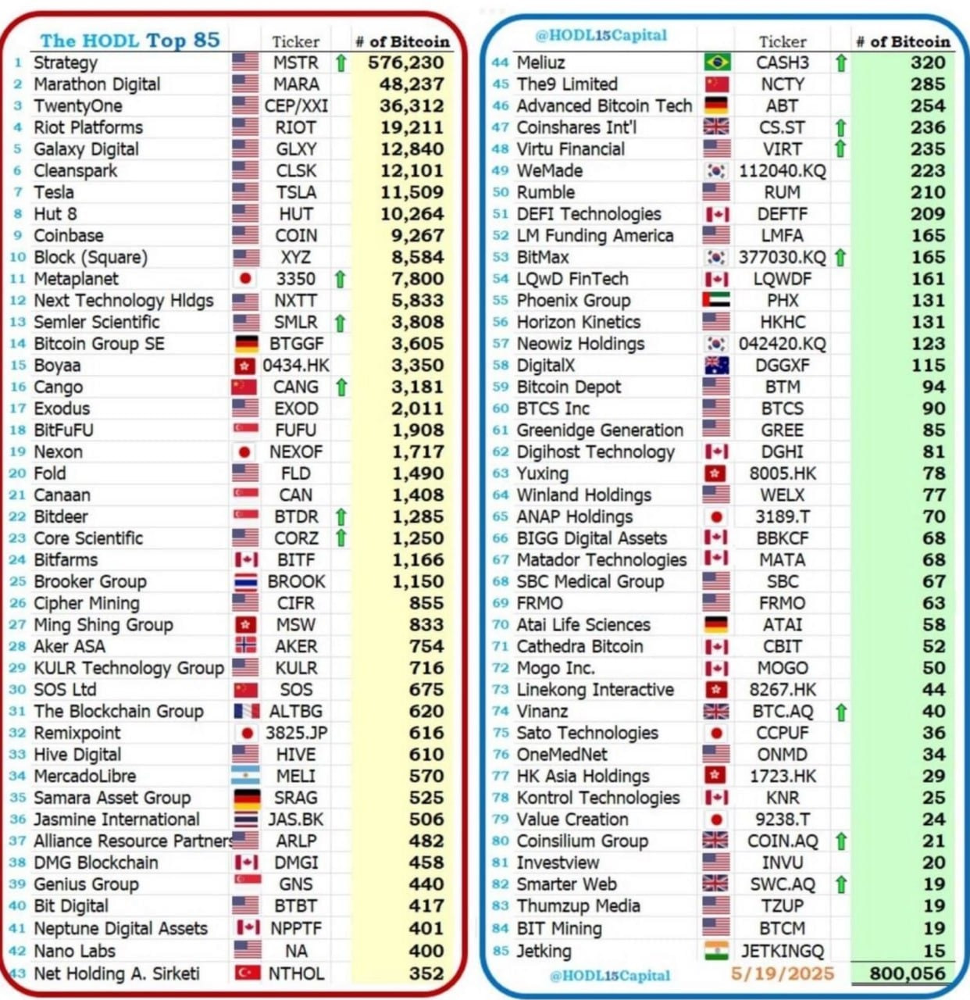 The HODL Top 85 Ticker # of Bitcoin
1 Strategy MSTR 576,230
2 Marathon Digital MARA 48,237
3 TwentyOne CEP/XXI 36,312
4 Riot Platforms RIOT 19,211
5 Galaxy Digital GLXY 12,840
6 Cleanspark CLSK 12,101
7 Tesla TSLA 11,509
8 Hut 8 HUT 10,264
9 Coinbase COIN 9,267
10 Block (Square) XYZ 8,584
11 Metaplanet 3350 7,800
12 Next Technology Hldgs NXTT 5,833
13 Semler Scientific SMLR 3,808
14 Bitcoin Group SE BTGGF 3,605
15 Boyaa 0434.HK 3,350
16 Cango CANG 3,181
17 Exodus EXOD 2,011
18 BitFuFU FUFU 1,908
19 Nexon NEXOF 1,717
20 Fold FLD 1,490
21 Canaan CAN 1,408
22 Bitdeer BTDR 1,285
23 Core Scientific CORZ 1,250
24 Bitfarms BITF 1,166
25 Brooker Group BROOK 1,150
26 Cipher Mining CIFR 855
27 Ming Shing Group MSW 833
28 Aker ASA AKER 754
29 KULR Technology Group KULR 716
30 SOS Ltd SOS 675
31 The Blockchain Group ALTBG 620
32 Remixpoint 3825.JP 616
33 Hive Digital HIVE 610
34 MercadoLibre MELI 570
35 Samara Asset Group SRAG 525
36 Jasmine International JAS.BK 506
37 Alliance Resource Partners ARLP 482
38 DMG Blockchain DMGI 458
39 Genius Group GNS 440
40 Bit Digital BTBT 417
41 Neptune Digital Assets NPPTF 401
42 Nano Labs NA 400
43 Net Holding A. Sirketi NTHOL 352
@HODL15Capital Ticker # of Bitcoin
44 Meliuz CASH3 320
45 The9 Limited NCTY 285
46 Advanced Bitcoin Tech ABT 254
47 Coinshares Int'l CS.ST 236
48 Virtu Financial VIRT 235
49 WeMade 112040.KQ 223
50 Rumble RUM 210
51 DEFI Technologies DEFTF 209
52 LM Funding America LMFA 165
53 BitMax 377030.KQ 165
54 LQwD FinTech LQWDF 161
55 Phoenix Group PHX 131
56 Horizon Kinetics HKHC 131
57 Neowiz Holdings 042420.KQ 123
58 DigitalX DGGXF 115
59 Bitcoin Depot BTM 94
60 BTCS Inc BTCS 90
61 Greenidge Generation GREE 85
62 Digihost Technology DGHI 81
63 Yuxing 8005.HK 78
64 Winland Holdings WELX 77
65 ANAP Holdings 3189.T 70
66 BIGG Digital Assets BBKCF 68
67 Matador Technologies MATA 68
68 SBC Medical Group SBC 67
69 FRMO FRMO 63
70 Atai Life Sciences ATAI 58
71 Cathedra Bitcoin CBIT 52
72 Mogo Inc. MOGO 50
73 Linekong Interactive 8267.HK 44
74 Vinanz BTC.AQ 40
75 Sato Technologies CCPUF 36
76 OneMedNet ONMD 34
77 HK Asia Holdings 1723.HK 29
78 Kontrol Technologies KNR 25
79 Value Creation 9238.T 24
80 Coinsilium Group COIN.AQ 21
81 Investview INVU 20
82 Smarter Web SWC.AQ 19
83 Thumzup Media TZUP 19
84 BIT Mining BTCM 19
85 Jetking JETKINGQ 15
@HODL15Capital 5/19/2025 800,056